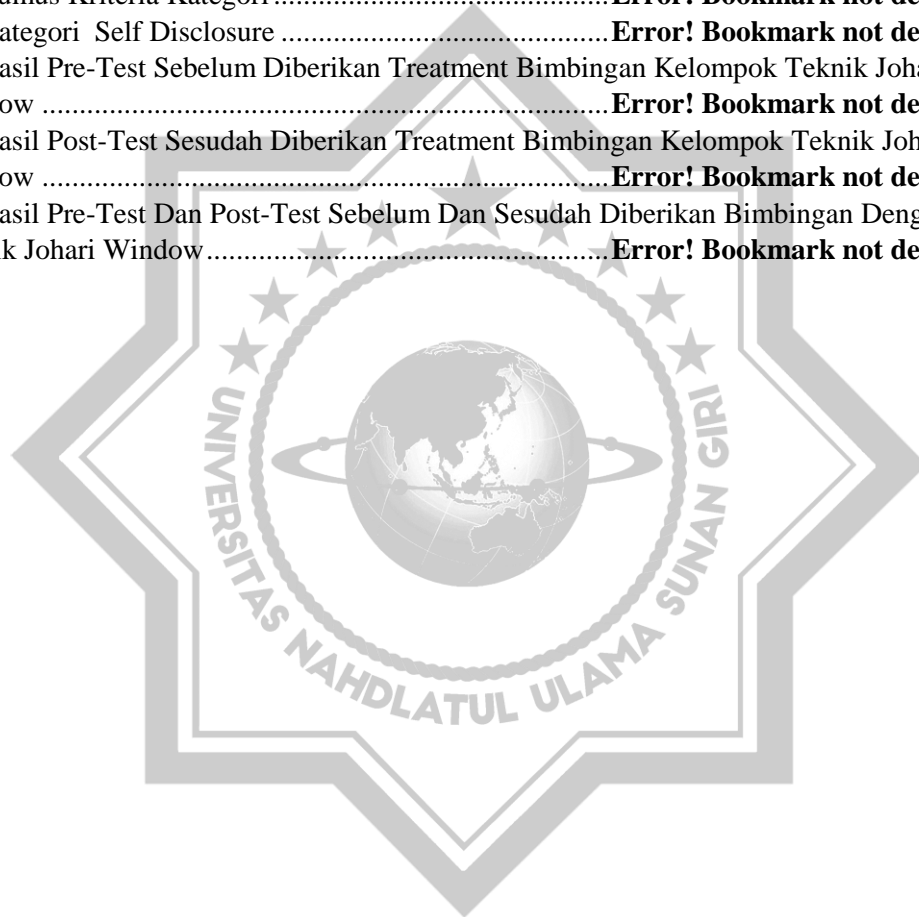 umus Kriteria Kategori..........................................................Error! Bookmark not de
ategori Self Disclosure .........................................................Error! Bookmark not de
asil Pre-Test Sebelum Diberikan Treatment Bimbingan Kelompok Teknik Joha
ow ....................................................................................Error! Bookmark not de
asil Post-Test Sesudah Diberikan Treatment Bimbingan Kelompok Teknik Joh
ow ....................................................................................Error! Bookmark not de
asil Pre-Test Dan Post-Test Sebelum Dan Sesudah Diberikan Bimbingan Deng
ik Johari Window............................................................Error! Bookmark not de
UNIVERSITAS NAHDLATUL ULAMA SUNAN GIRI